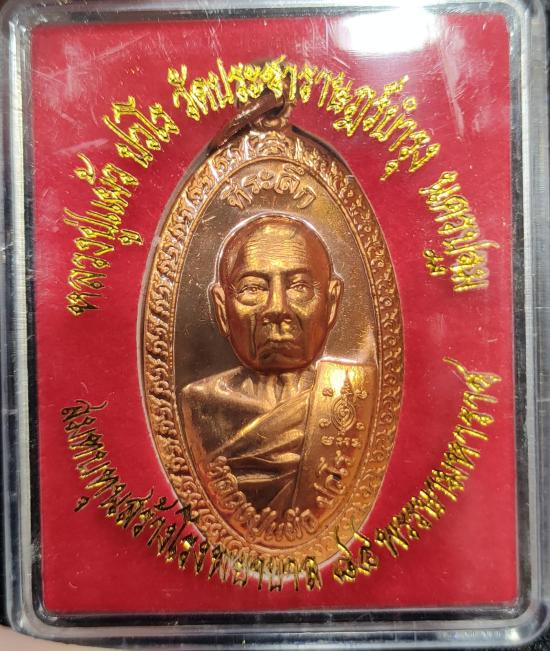 หลวงปู่แผ้ว ปวโร วัดประชาราษฎร์บำรุง นครปฐม
ที่ระลึก
หลวงปู่แผ้ว ปวโร
สมทบทุนสร้างโรงพยาบาล ๘๔ พรรษามหาราช